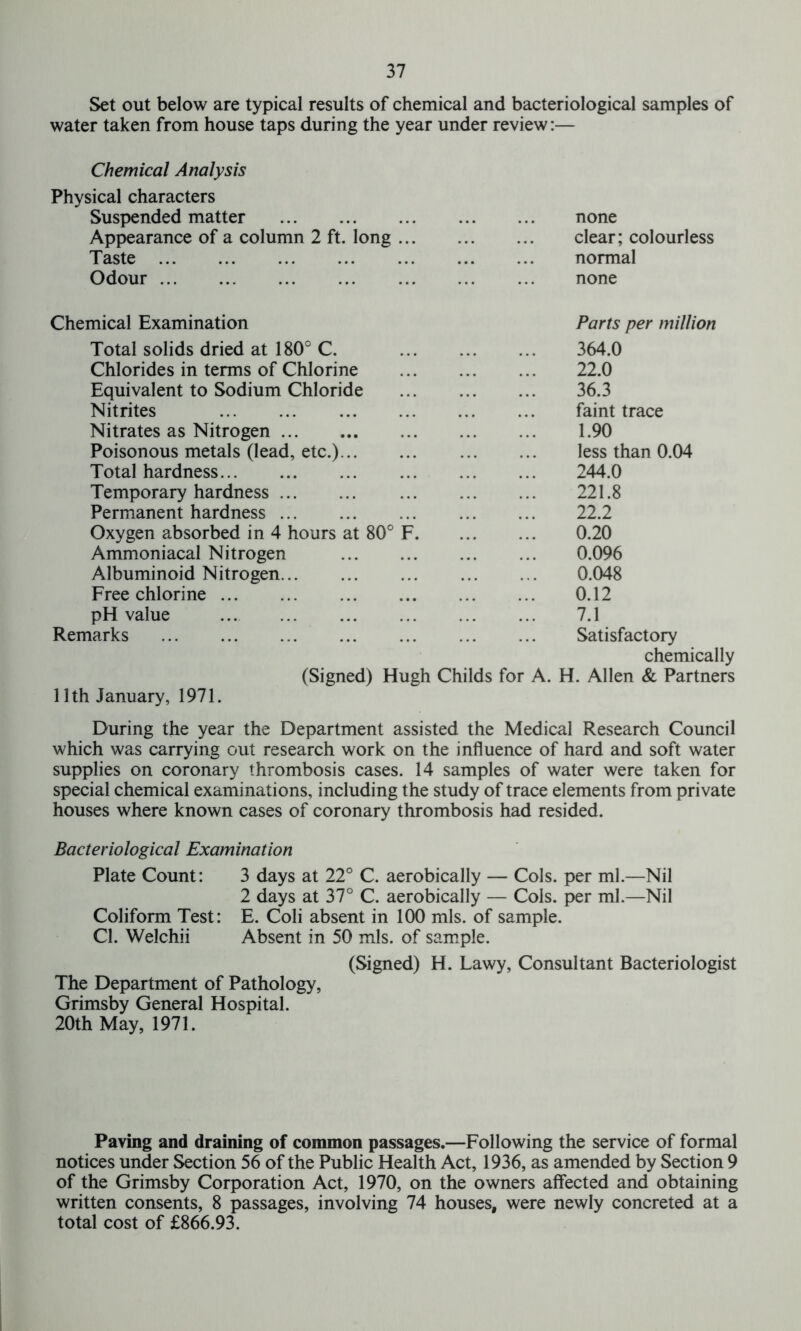 37
Set out below are typical results of chemical and bacteriological samples of
water taken from house taps during the year under review:—
Chemical Analysis
Physical characters
Suspended matter ... ... ... ... ... none
Appearance of a column 2 ft. long ... ... ... clear; colourless
Taste ... ... ... ... ... ... ... normal
Odour ... ... ... ... ... ... ... none
Chemical Examination Parts per million
Total solids dried at 180° C. ... ... ... 364.0
Chlorides in terms of Chlorine ... ... ... 22.0
Equivalent to Sodium Chloride ... ... ... 36.3
Nitrites ... ... ... ... ... ... faint trace
Nitrates as Nitrogen ... ... ... ... ... 1.90
Poisonous metals (lead, etc.)... ... ... ... less than 0.04
Total hardness... ... ... ... ... ... 244.0
Temporary hardness ... ... ... ... ... 221.8
Permanent hardness ... ... ... ... ... 22.2
Oxygen absorbed in 4 hours at 80° F. ... ... 0.20
Ammoniacal Nitrogen ... ... ... ... 0.096
Albuminoid Nitrogen... ... ... ... ... 0.048
Free chlorine ... ... ... ... ... ... 0.12
pH value ... ... ... ... ... ... 7.1
Remarks ... ... ... ... ... ... ... Satisfactory
chemically
(Signed) Hugh Childs for A. H. Allen & Partners
11th January, 1971.
During the year the Department assisted the Medical Research Council
which was carrying out research work on the influence of hard and soft water
supplies on coronary thrombosis cases. 14 samples of water were taken for
special chemical examinations, including the study of trace elements from private
houses where known cases of coronary thrombosis had resided.
Bacteriological Examination
Plate Count: 3 days at 22° C. aerobically — Cols. per ml.—Nil
2 days at 37° C. aerobically — Cols. per ml.—Nil
Coliform Test: E. Coli absent in 100 mls. of sample.
Cl. Welchii Absent in 50 mls. of sample.
(Signed) H. Lawy, Consultant Bacteriologist
The Department of Pathology,
Grimsby General Hospital.
20th May, 1971.
Paving and draining of common passages.—Following the service of formal
notices under Section 56 of the Public Health Act, 1936, as amended by Section 9
of the Grimsby Corporation Act, 1970, on the owners affected and obtaining
written consents, 8 passages, involving 74 houses, were newly concreted at a
total cost of £866.93.